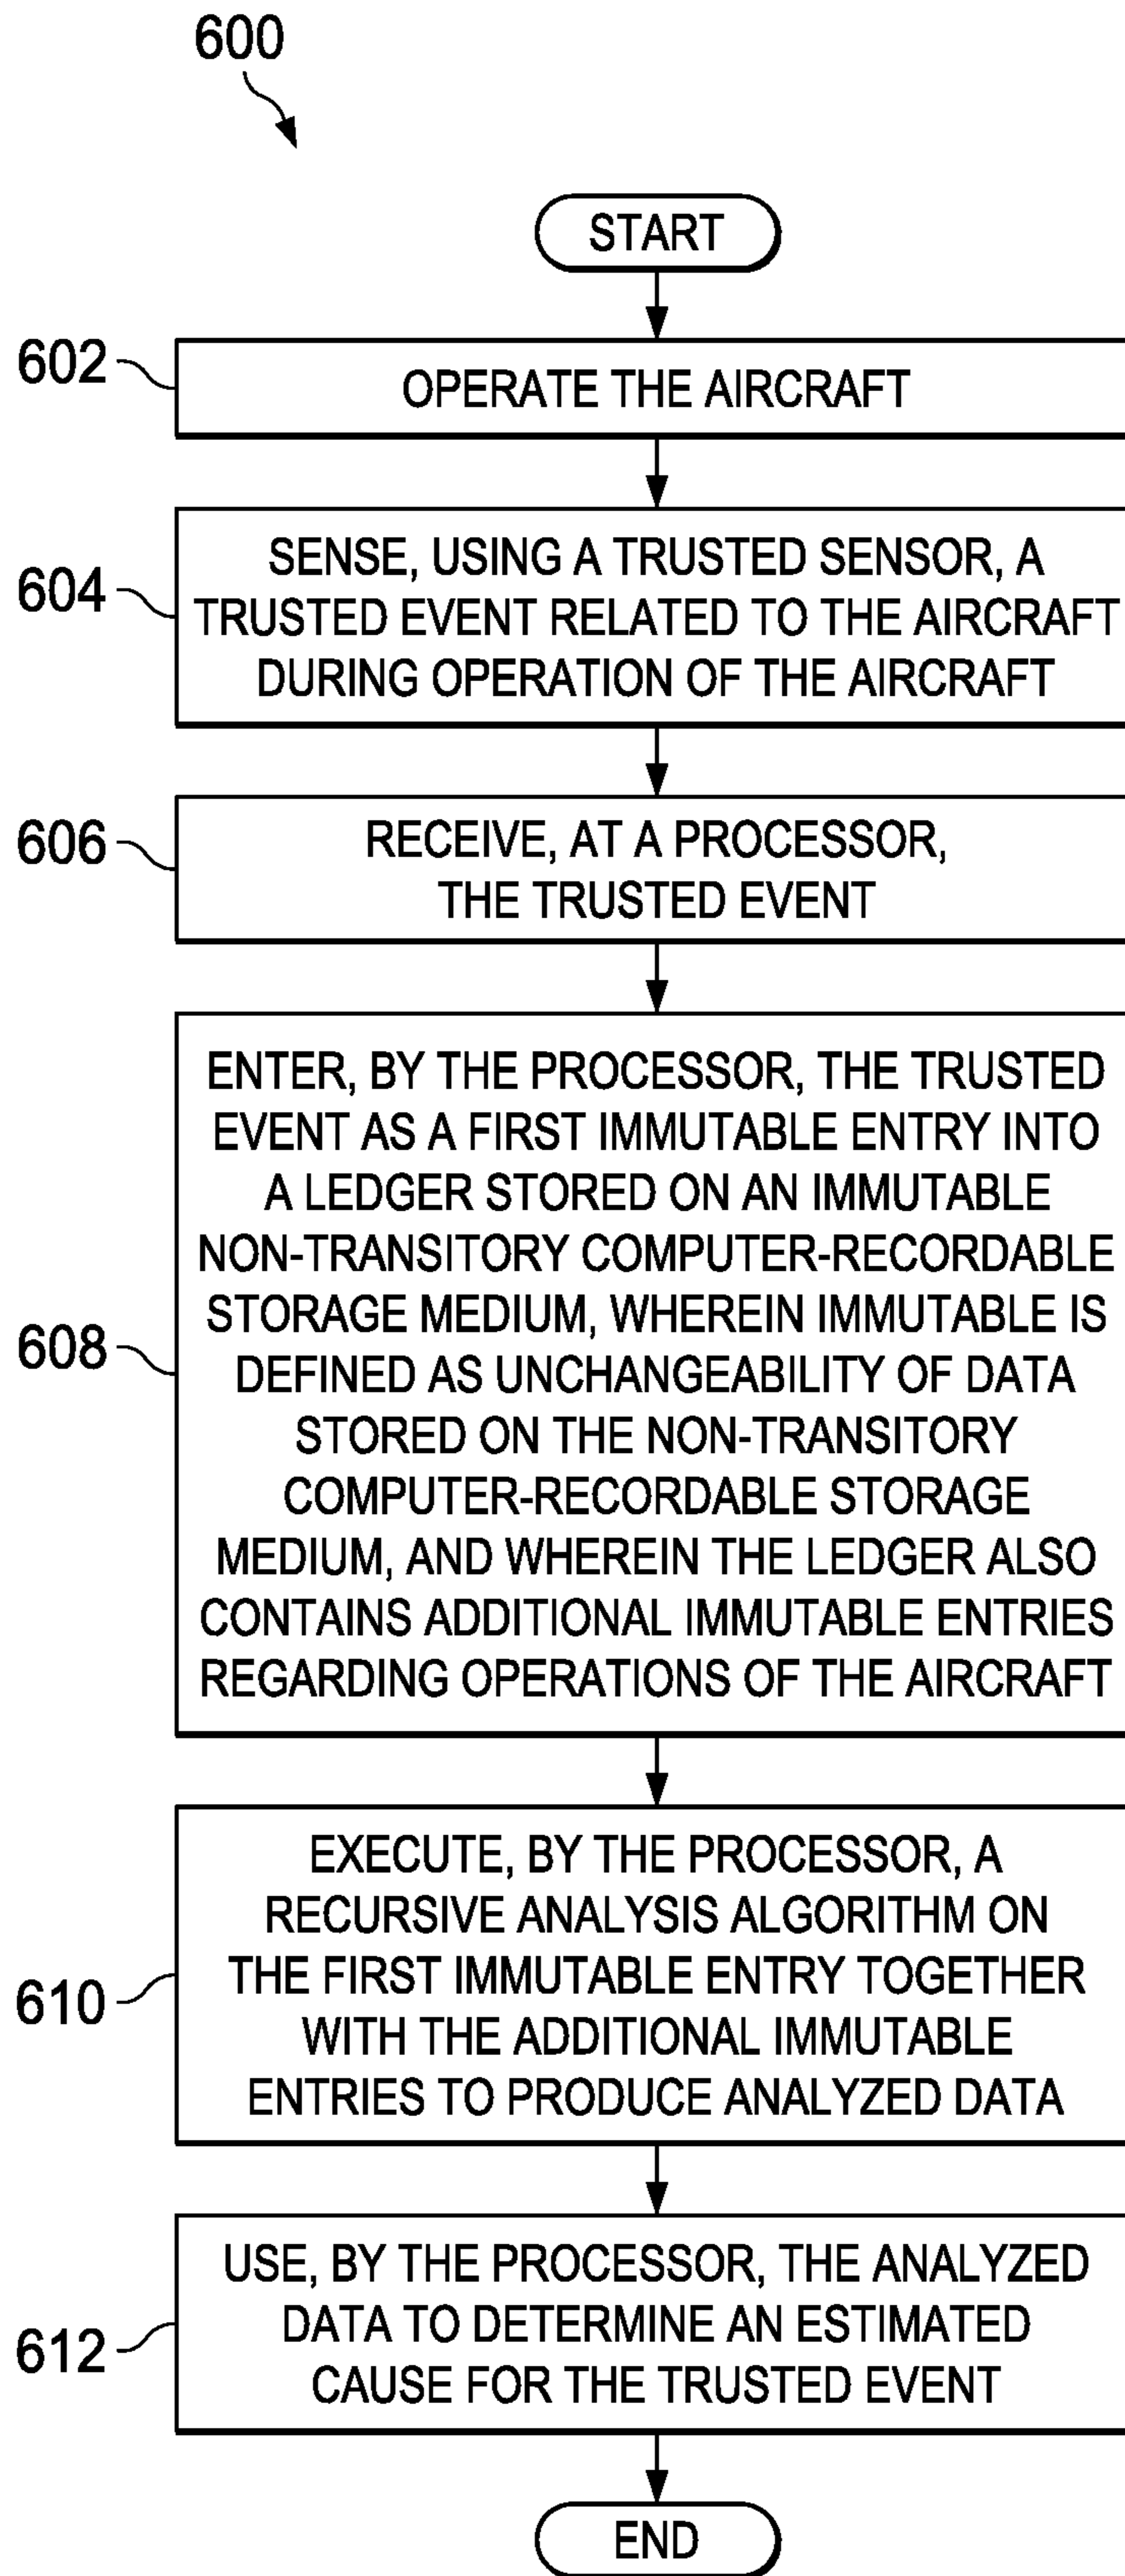 600
START
602
OPERATE THE AIRCRAFT
604
SENSE, USING A TRUSTED SENSOR, A
TRUSTED EVENT RELATED TO THE AIRCRAFT
DURING OPERATION OF THE AIRCRAFT
606
RECEIVE, AT A PROCESSOR,
THE TRUSTED EVENT
608
ENTER, BY THE PROCESSOR, THE TRUSTED
EVENT AS A FIRST IMMUTABLE ENTRY INTO
A LEDGER STORED ON AN IMMUTABLE
NON-TRANSITORY COMPUTER-RECORDABLE
STORAGE MEDIUM, WHEREIN IMMUTABLE IS
DEFINED AS UNCHANGEABILITY OF DATA
STORED ON THE NON-TRANSITORY
COMPUTER-RECORDABLE STORAGE
MEDIUM, AND WHEREIN THE LEDGER ALSO
CONTAINS ADDITIONAL IMMUTABLE ENTRIES
REGARDING OPERATIONS OF THE AIRCRAFT
610
EXECUTE, BY THE PROCESSOR, A
RECURSIVE ANALYSIS ALGORITHM ON
THE FIRST IMMUTABLE ENTRY TOGETHER
WITH THE ADDITIONAL IMMUTABLE
ENTRIES TO PRODUCE ANALYZED DATA
612
USE, BY THE PROCESSOR, THE ANALYZED
DATA TO DETERMINE AN ESTIMATED
CAUSE FOR THE TRUSTED EVENT
END